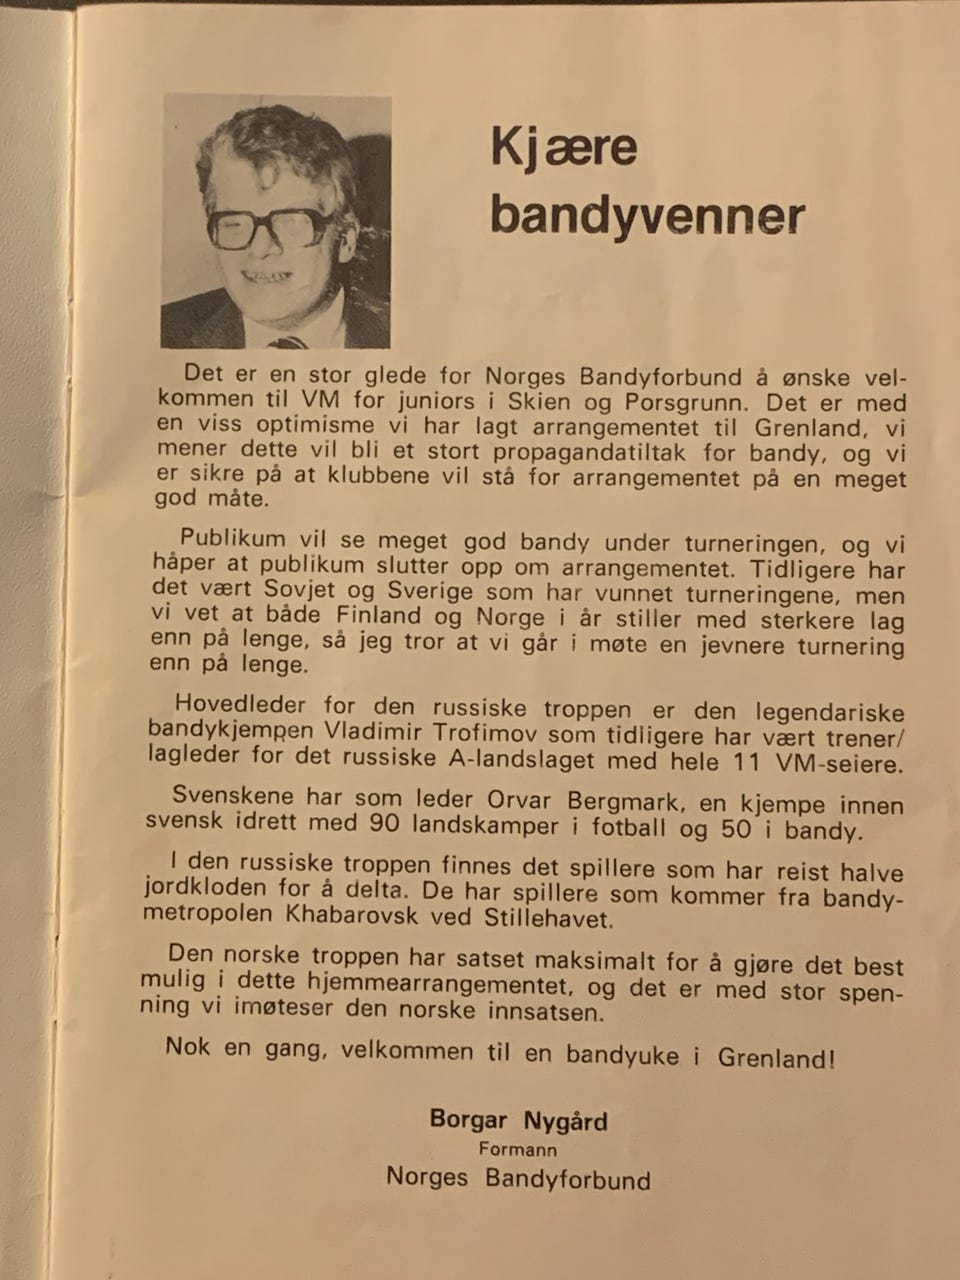 Kjære
bandyvenner
Det er en stor glede for Norges Bandyforbund å ønske vel-
kommen til VM for juniors i Skien og Porsgrunn. Det er med
en viss optimisme vi har lagt arrangementet til Grenland, vi
mener dette vil bli et stort propagandatiltak for bandy, og vi
er sikre på at klubbene vil stå for arrangementet på en meget
god måte.
Publikum vil se meget god bandy under turneringen, og vi
håper at publikum slutter opp om arrangementet. Tidligere har
det vært Sovjet og Sverige som har vunnet turneringene, men
vi vet at både Finland og Norge i år stiller med sterkere lag
enn på lenge, så jeg tror at vi går i møte en jevnere turnering
enn på lenge.
Hovedleder for den russiske troppen er den legendariske
bandykjempen Vladimir Trofimov som tidligere har vært trener/
lagleder for det russiske A-landslaget med hele 11 VM-seiere.
Svenskene har som leder Orvar Bergmark, en kjempe innen
svensk idrett med 90 landskamper i fotball og 50 i bandy.
I den russiske troppen finnes det spillere som har reist halve
jordkloden for å delta. De har spillere som kommer fra bandy-
metropolen Khabarovsk ved Stillehavet.
Den norske troppen har satset maksimalt for å gjøre det best
mulig i dette hjemmearrangementet, og det er med stor spen-
ning vi imøteser den norske innsatsen.
Nok en gang, velkommen til en bandyuke i Grenland!
Borgar Nygård
Formann
Norges Bandyforbund